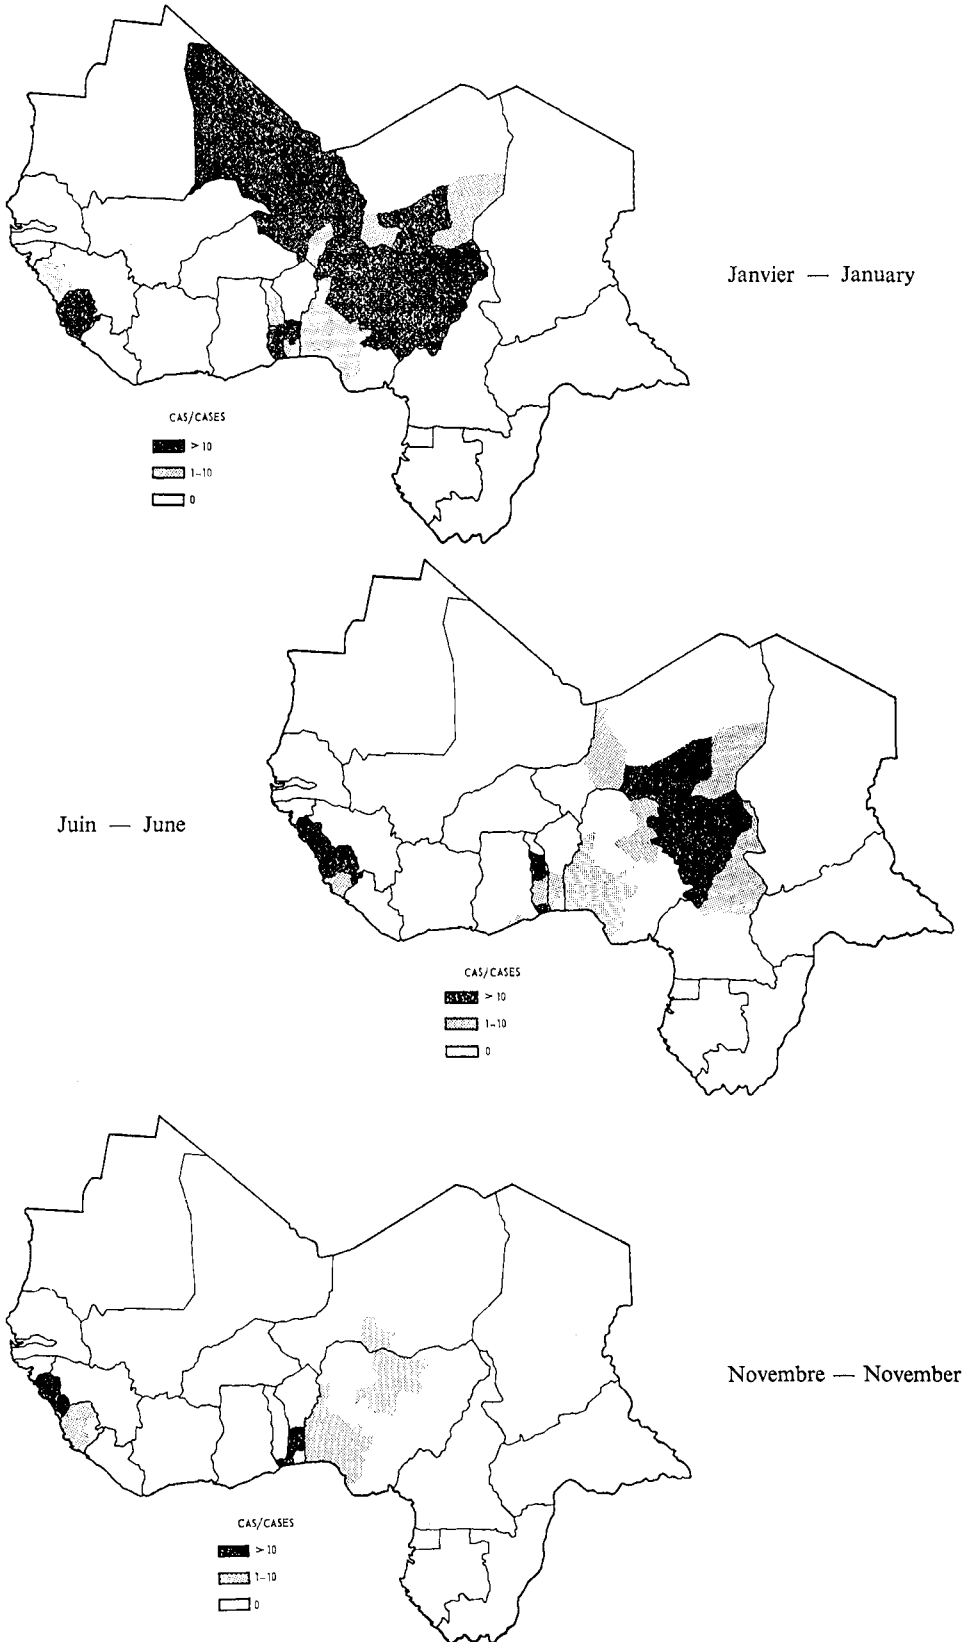 Janvier — January
CAS/CASES
> 10
1–10
0
Juin — June
CAS/CASES
> 10
1–10
0
Novembre — November
CAS/CASES
> 10
1–10
0